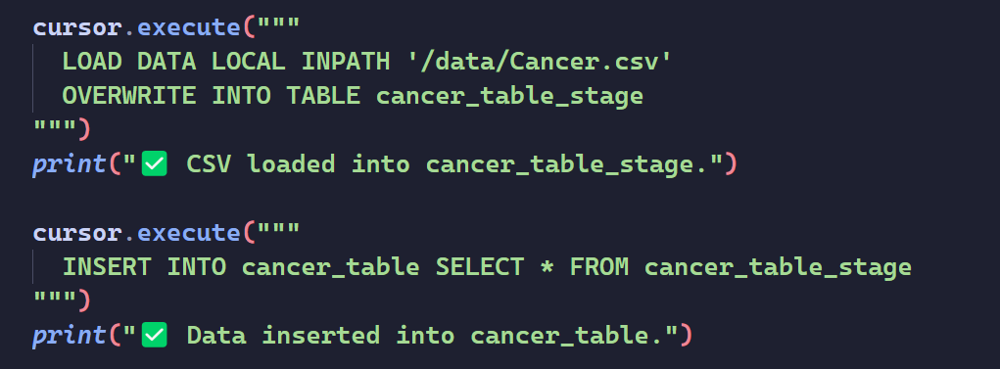 cursor.execute("""
LOAD DATA LOCAL INPATH '/data/Cancer.csv'
OVERWRITE INTO TABLE cancer_table_stage
""")
print("✅ CSV loaded into cancer_table_stage.")
cursor.execute("""
INSERT INTO cancer_table SELECT * FROM cancer_table_stage
""")
print("✅ Data inserted into cancer_table.")